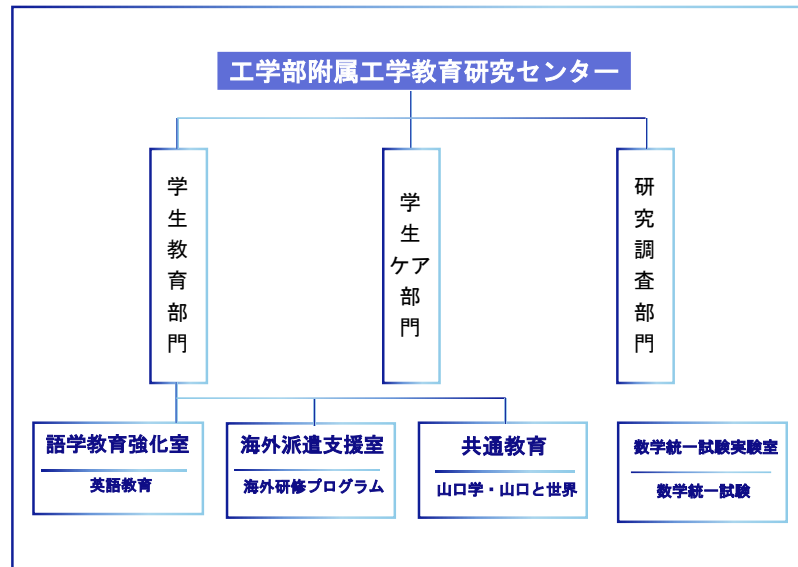 工学部附属工学教育研究センター
学生教育部門
学生ケア部門
研究調査部門
語学教育強化室
英語教育
海外派遣支援室
海外研修プログラム
共通教育
山口学・山口と世界
数学統一試験実験室
数学統一試験